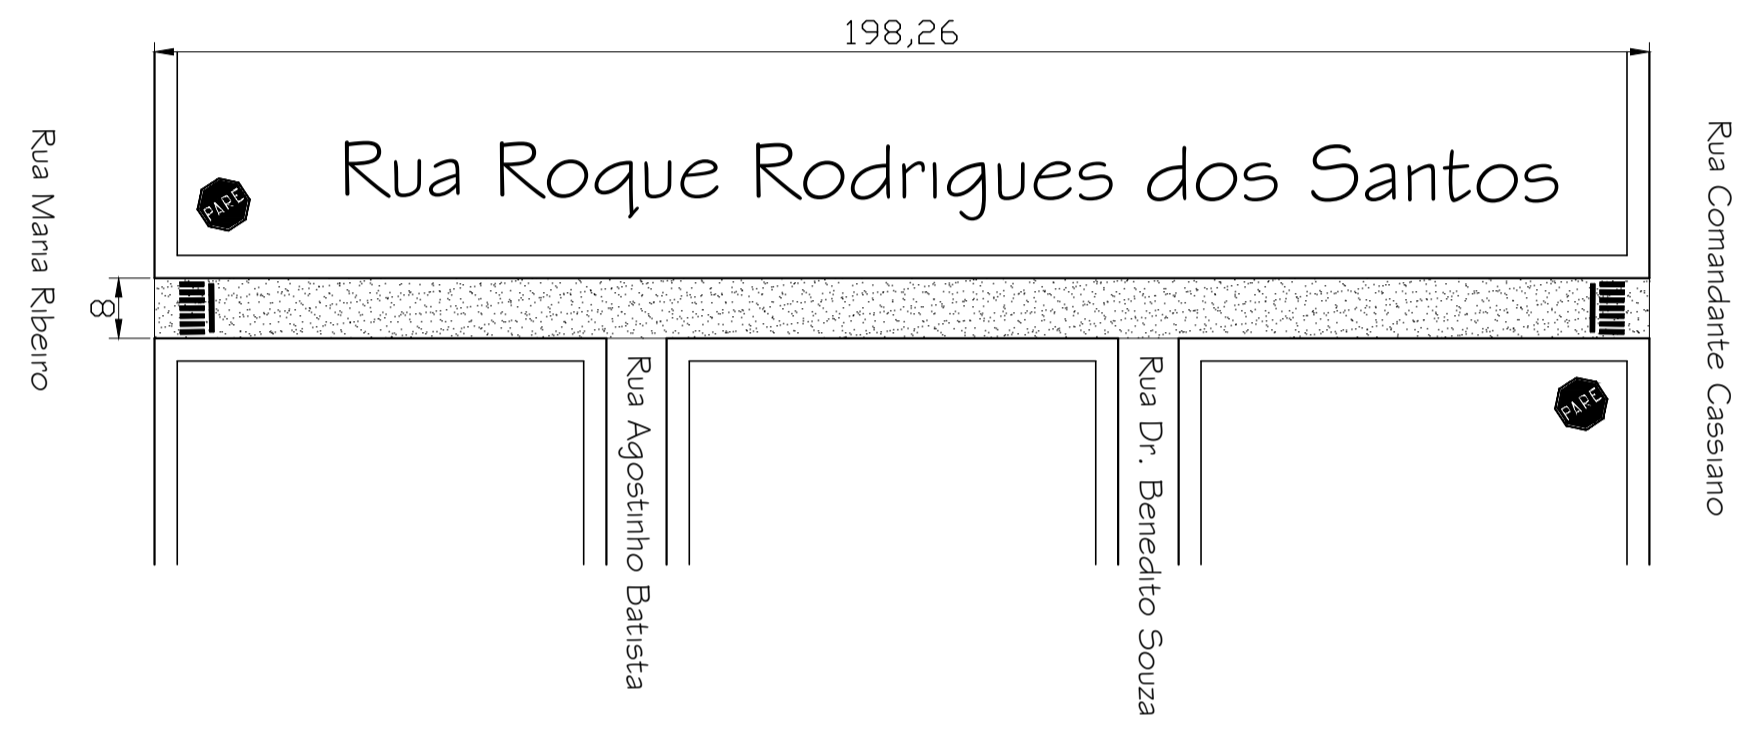 198,26
Rua Roque Rodrigues dos Santos
PARE
Rua Maria Ribeiro
Rua Comandante Cassiano
8
Rua Agostinho Batista
Rua Dr. Benedito Souza
PARE